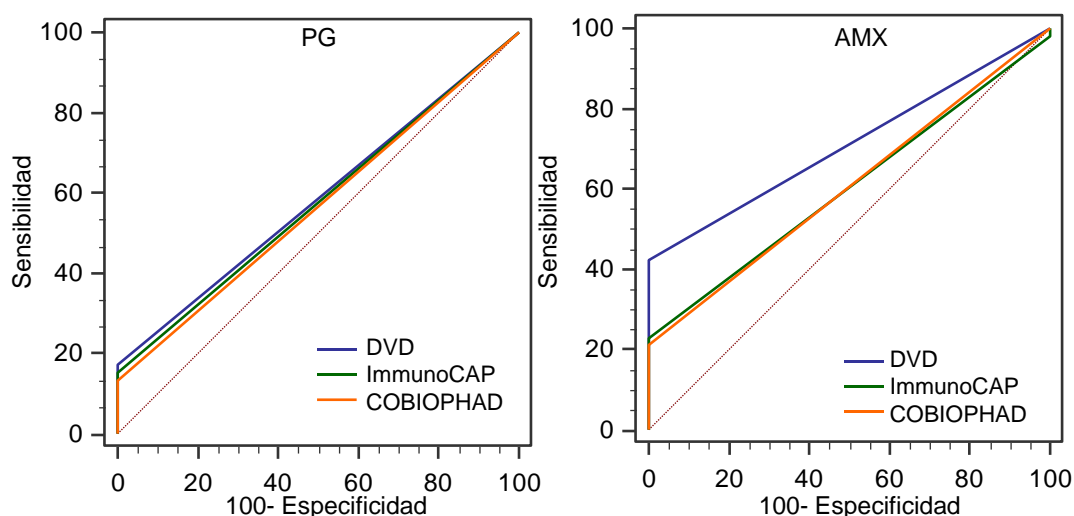 PG
100
80
60
40
20
0
Sensibilidad
DVD
ImmunoCAP
COBIOPHAD
0 20 40 60 80 100
100- Especificidad
AMX
100
80
60
40
20
0
Sensibilidad
DVD
ImmunoCAP
COBIOPHAD
0 20 40 60 80 100
100- Especificidad